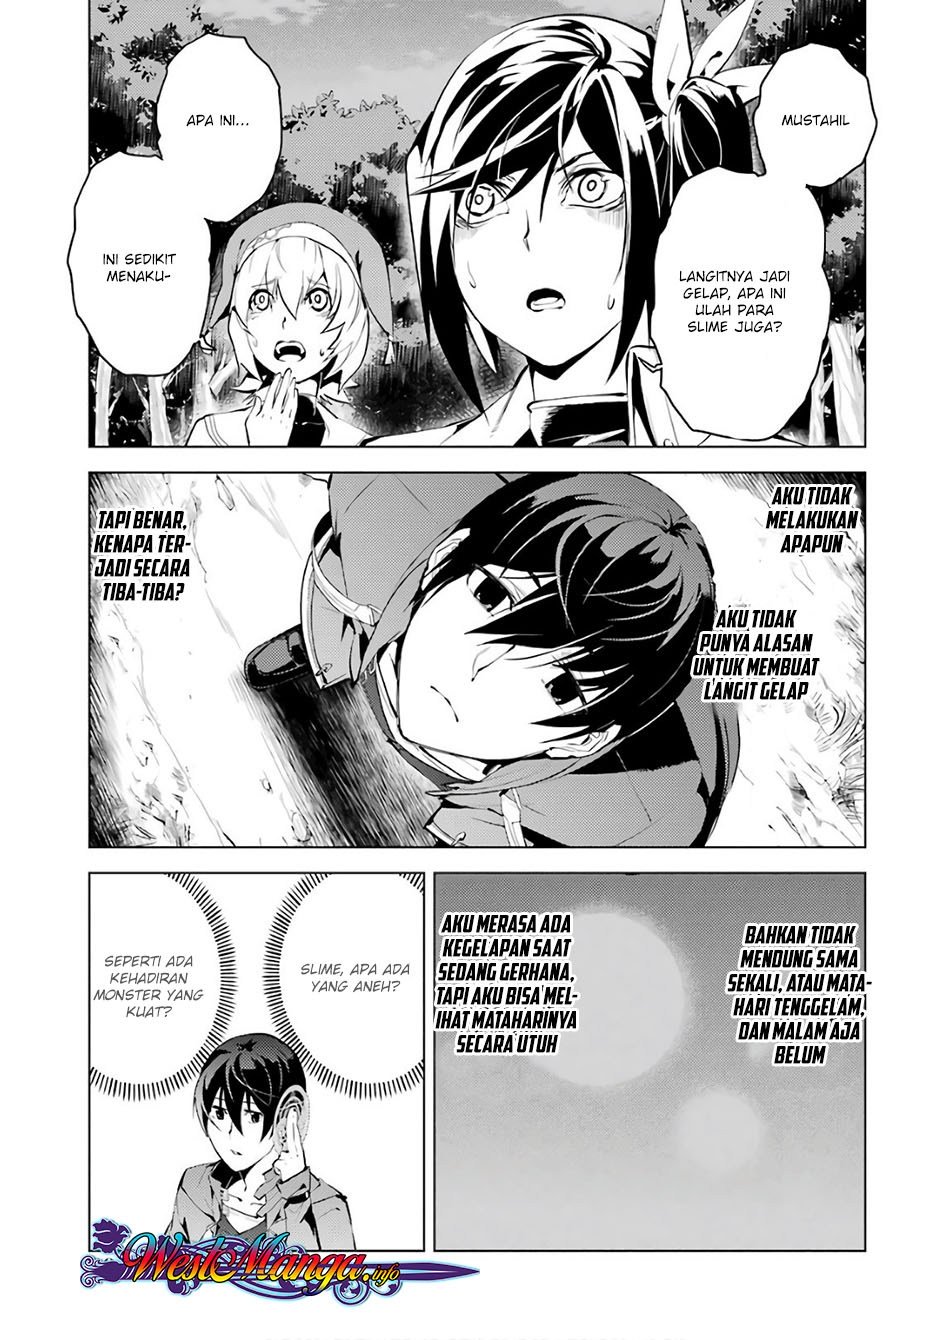 MUSTAHIL
LANGITNYA JADI
GELAP, APA INI
ULAH PARA
SLIME JUGA?
APA INI...
INI SEDIKIT
MENAKU-
AKU TIDAK
MELAKUKAN
APAPUN
AKU TIDAK
PUNYA ALASAN
UNTUK MEMBUAT
LANGIT GELAP
TAPI BENAR,
KENAPA TER-
JADI SECARA
TIBA-TIBA?
BAHKAN TIDAK
MENDUNG SAMA
SEKALI, ATAU MATA-
HARI TENGGELAM,
DAN MALAM AJA
BELUM
AKU MERASA ADA
KEGELAPAN SAAT
SEDANG GERHANA,
TAPI AKU BISA MEL-
IHAT MATAHARINYA
SECARA UTUH
SLIME, APA ADA
YANG ANEH?
SEPERTI ADA
KEHADIRAN
MONSTER YANG
KUAT?
WestManga.info